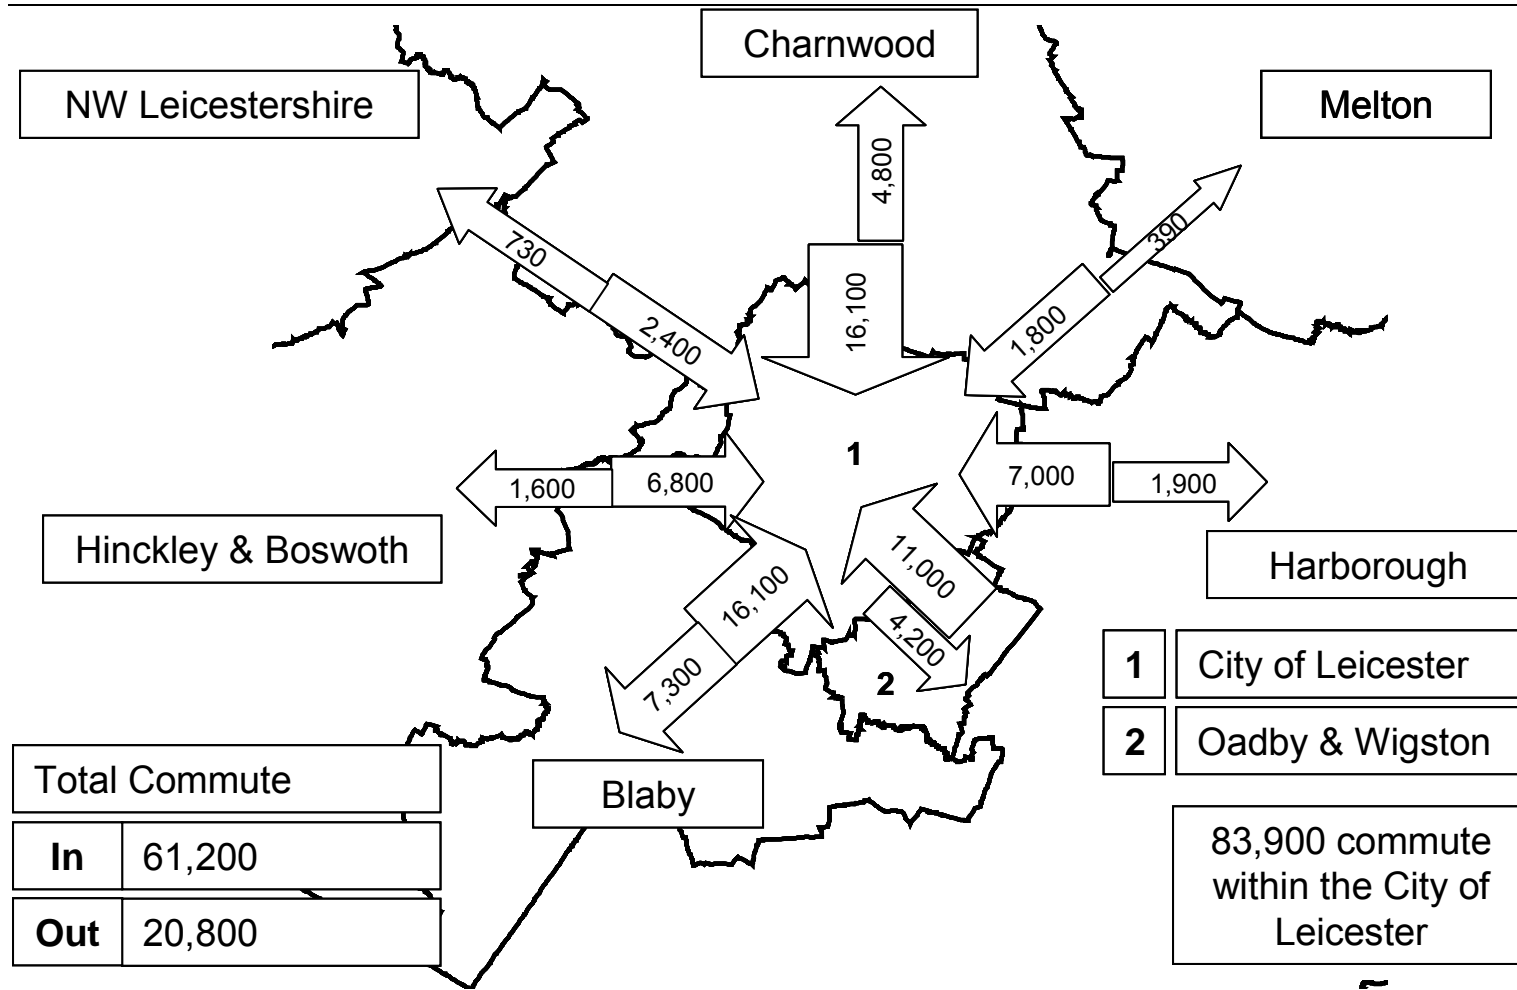 Charnwood
NW Leicestershire
Melton
4,800
390
730
16,100
2,400
1,800
1
1,600
6,800
7,000
1,900
Hinckley & Boswoth
Harborough
11,000
16,100
4,200
7,300
2
1 City of Leicester
2 Oadby & Wigston
Total Commute
In 61,200
Out 20,800
Blaby
83,900 commute
within the City of
Leicester